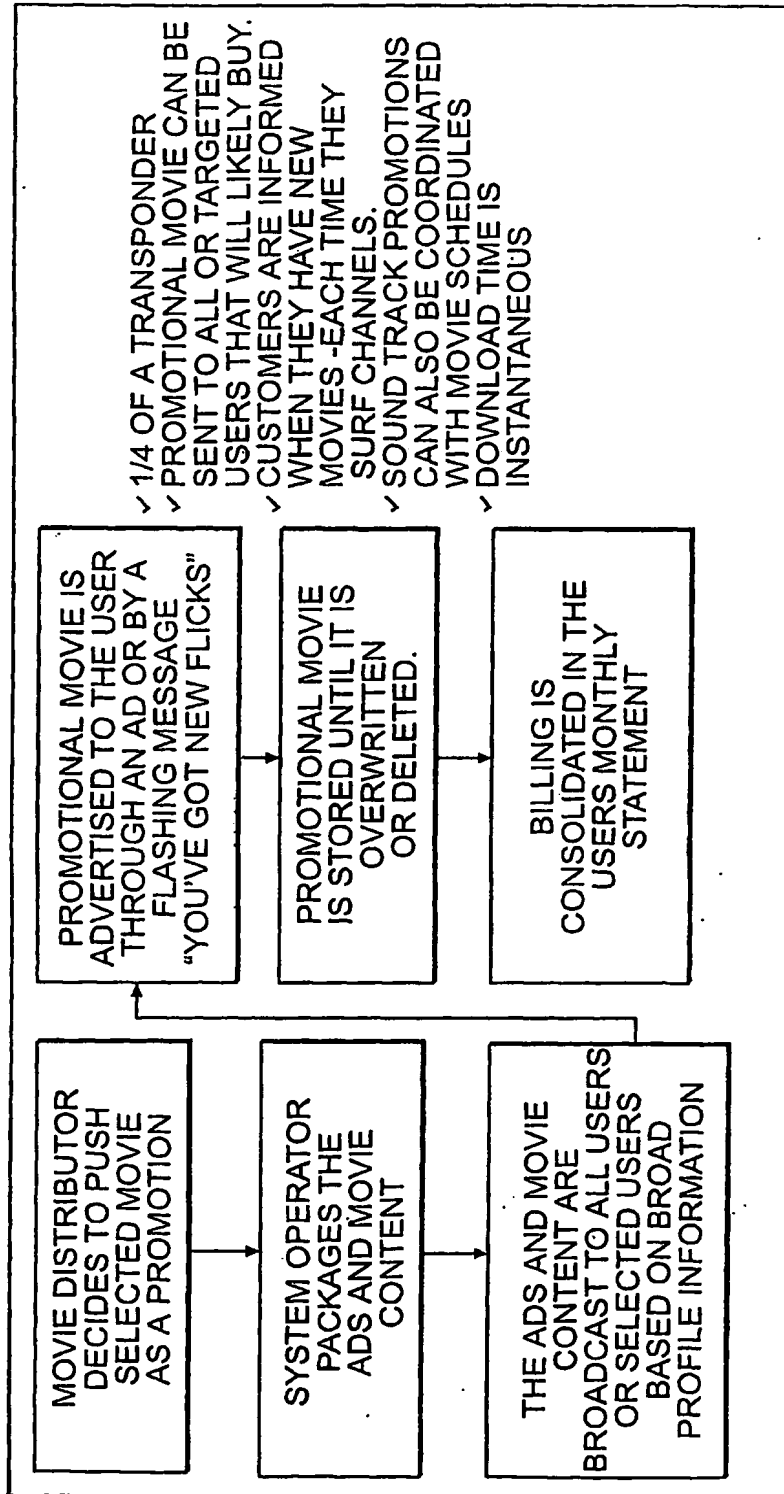 MOVIE DISTRIBUTOR
DECIDES TO PUSH
SELECTED MOVIE
AS A PROMOTION
SYSTEM OPERATOR
PACKAGES THE
ADS AND MOVIE
CONTENT
THE ADS AND MOVIE
CONTENT ARE
BROADCAST TO ALL USERS
OR SELECTED USERS
BASED ON BROAD
PROFILE INFORMATION
PROMOTIONAL MOVIE IS
ADVERTISED TO THE USER
THROUGH AN AD OR BY A
FLASHING MESSAGE
“YOU'VE GOT NEW FLICKS”
PROMOTIONAL MOVIE
IS STORED UNTIL IT IS
OVERWRITTEN
OR DELETED.
BILLING IS
CONSOLIDATED IN THE
USERS MONTHLY
STATEMENT
✓ 1/4 OF A TRANSPONDER
✓ PROMOTIONAL MOVIE CAN BE
SENT TO ALL OR TARGETED
USERS THAT WILL LIKELY BUY.
✓ CUSTOMERS ARE INFORMED
WHEN THEY HAVE NEW
MOVIES -EACH TIME THEY
SURF CHANNELS.
✓ SOUND TRACK PROMOTIONS
CAN ALSO BE COORDINATED
WITH MOVIE SCHEDULES
✓ DOWNLOAD TIME IS
INSTANTANEOUS